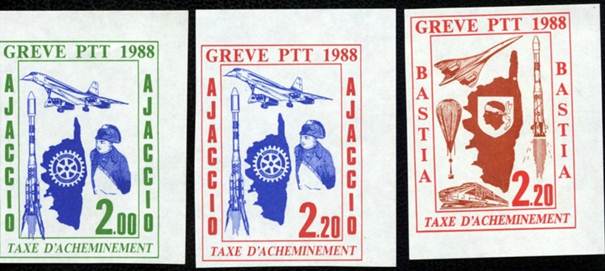 GREVE PTT 1988
AJACCIO
AJACCIO
2.00
TAXE D'ACHEMINEMENT
GREVE PTT 1988
AJACCIO
AJACCIO
2.20
TAXE D'ACHEMINEMENT
GREVE PTT 1988
BASTIA
BASTIA
2.20
TAXE D'ACHEMINEMENT